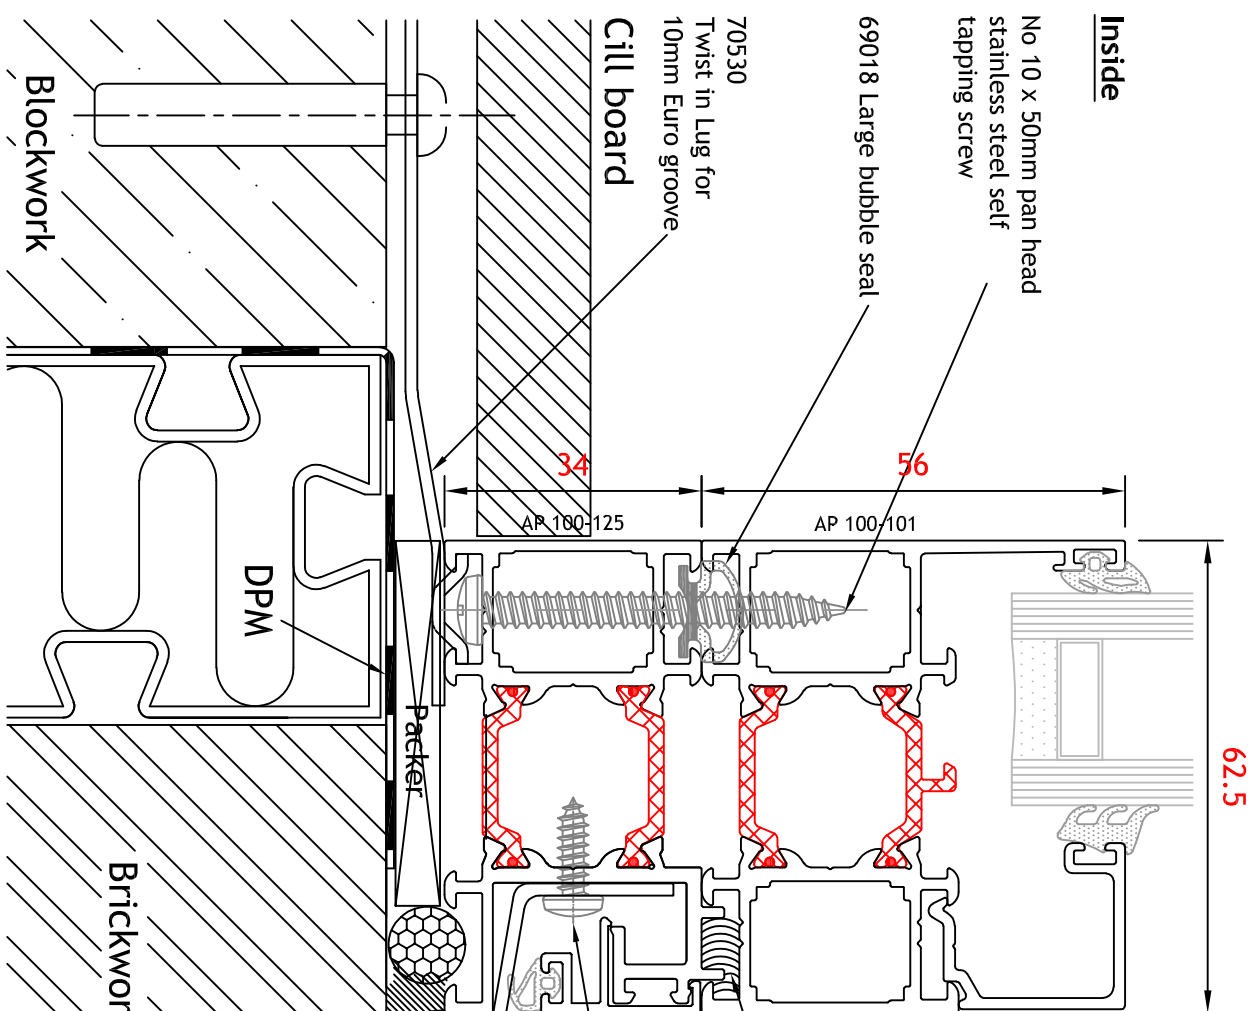 Inside
No 10 x 50mm pan head
stainless steel self
tapping screw
69018 Large bubble seal
70530
Twist in Lug for
10mm Euro groove
Cill board
Blockwork
34
56
AP 100-125
AP 100-101
62.5
DPM
Packer
Brickwor